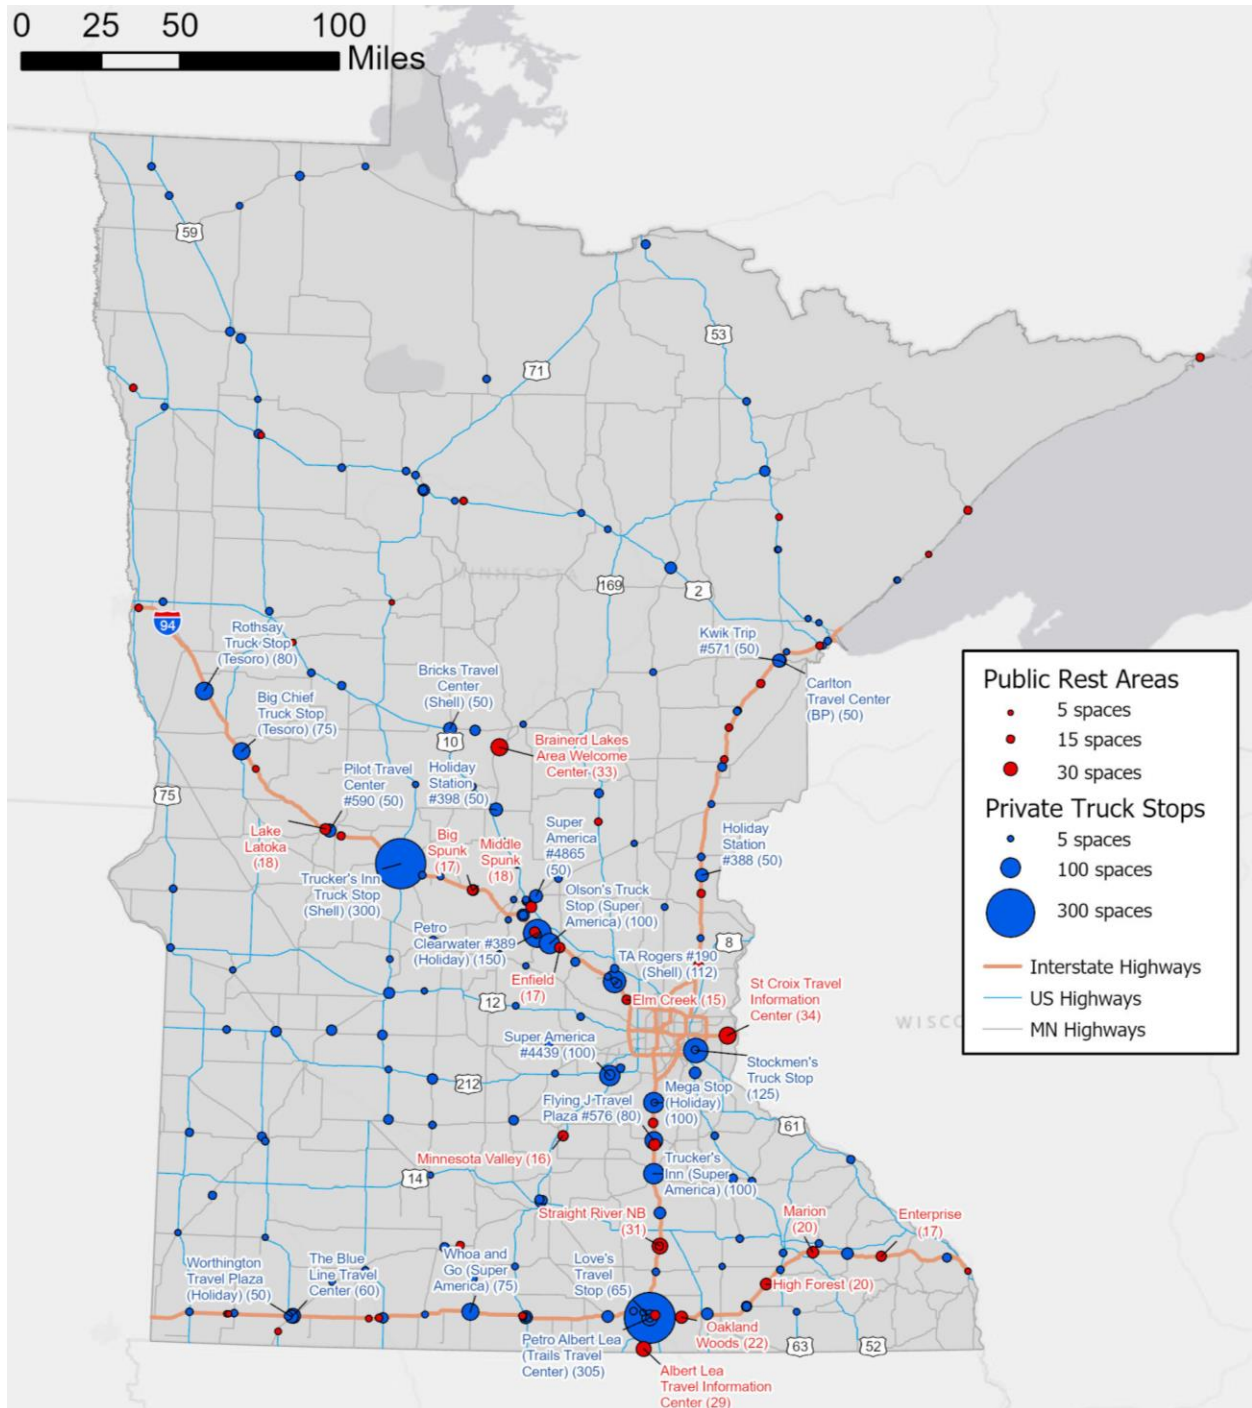 0 25 50 100
Miles
59
53
71
MINNESOTA
169
2
94
Rothsay
Truck Stop
(Tesoro) (80)
Kwik Trip
#571 (50)
Carlton
Travel Center
(BP) (50)
Bricks Travel
Center
(Shell) (50)
Big Chief
Truck Stop
(Tesoro) (75)
10
Brainerd Lakes
Area Welcome
Center (33)
75
Pilot Travel
Center
#590 (50)
Holiday
Station
#398 (50)
Lake
Latoka
(18)
Big
Spunk
(17)
Middle
Spunk
(18)
Super
America
#4865
(50)
Holiday
Station
#388 (50)
Trucker's Inn
Truck Stop
(Shell) (300)
Olson's Truck
Stop (Super
America) (100)
Petro
Clearwater #389
(Holiday) (150)
8
TA Rogers #190
(Shell) (112)
Enfield
(17)
12
Elm Creek (15)
St Croix Travel
Information
Center (34)
WISCO
Super America
#4439 (100)
Stockmen's
Truck Stop
(125)
212
Flying J Travel
Plaza #576 (80)
Mega Stop
(Holiday)
(100)
61
Minnesota Valley (16)
14
Trucker's
Inn (Super
America) (100)
Straight River NB
(31)
Marion
(20)
Enterprise
(17)
Worthington
Travel Plaza
(Holiday) (50)
The Blue
Line Travel
Center (60)
Whoa and
Go (Super
America) (75)
Love's
Travel
Stop (65)
High Forest (20)
Petro Albert Lea
(Trails Travel
Center) (305)
Oakland
Woods (22)
63
52
Albert Lea
Travel Information
Center (29)
Public Rest Areas
5 spaces
15 spaces
30 spaces
Private Truck Stops
5 spaces
100 spaces
300 spaces
Interstate Highways
US Highways
MN Highways